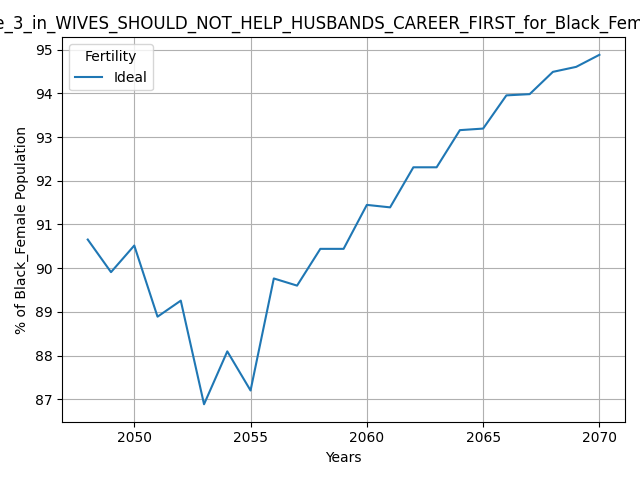 e_3_in_WIVES_SHOULD_NOT_HELP_HUSBANDS_CAREER_FIRST_for_Black_Fem
Fertility
Ideal
% of Black_Female Population
95
94
93
92
91
90
89
88
87
2050 2055 2060 2065 2070
Years